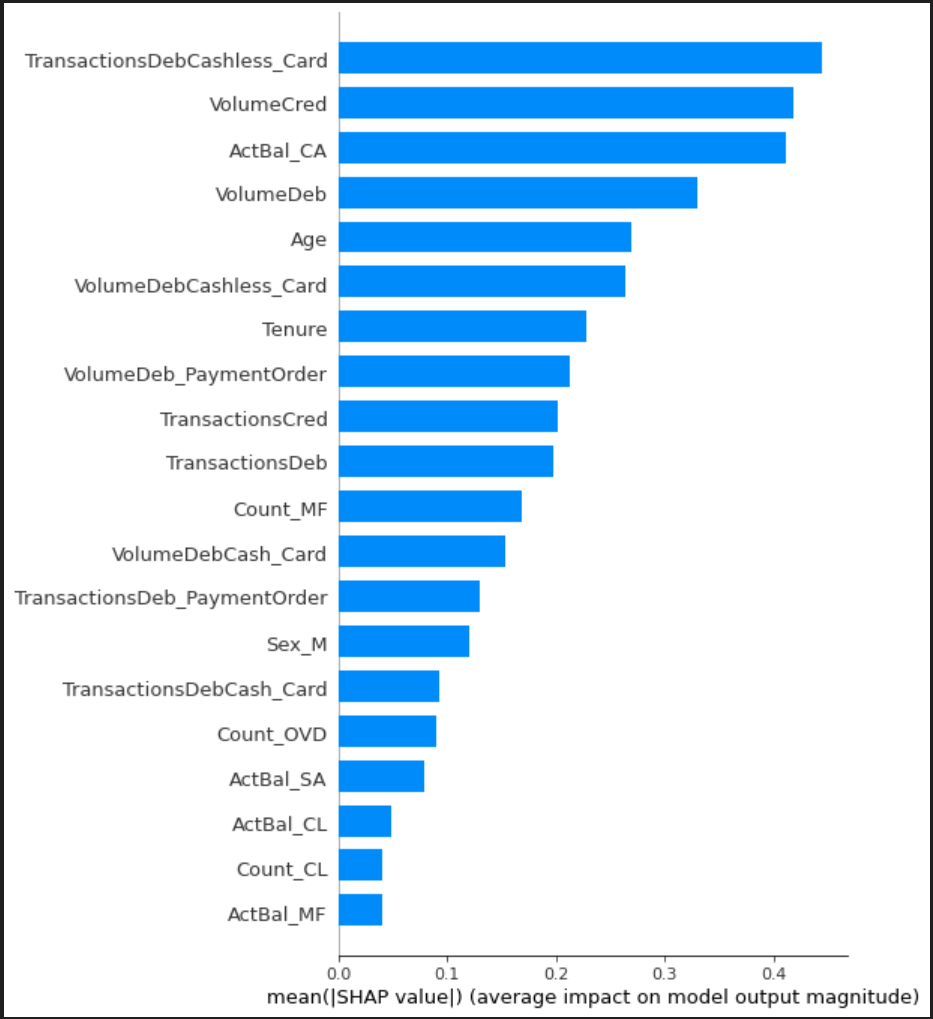 TransactionsDebCashless_Card
VolumeCred
ActBal_CA
VolumeDeb
Age
VolumeDebCashless_Card
Tenure
VolumeDeb_PaymentOrder
TransactionsCred
TransactionsDeb
Count_MF
VolumeDebCash_Card
TransactionsDeb_PaymentOrder
Sex_M
TransactionsDebCash_Card
Count_OVD
ActBal_SA
ActBal_CL
Count_CL
ActBal_MF
0.0 0.1 0.2 0.3 0.4
mean(|SHAP value|) (average impact on model output magnitude)